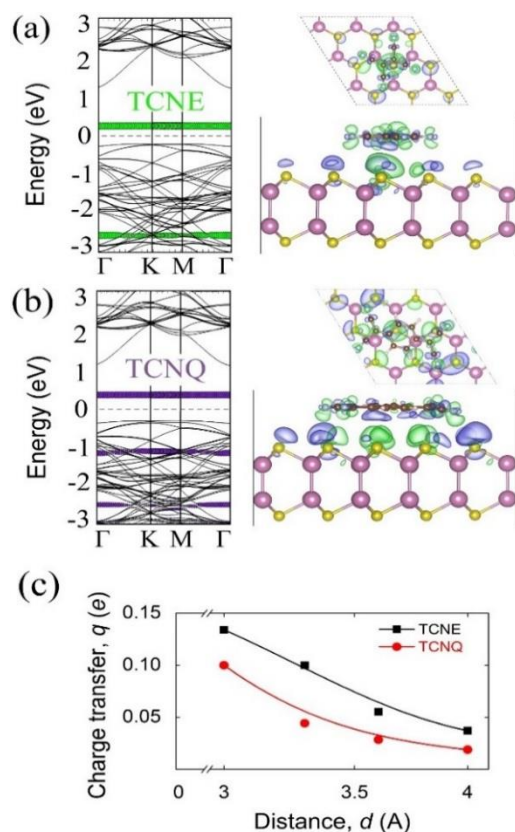 (a)
3
2
1
0
-1
-2
-3
Energy (eV)
TCNE
Γ K M Γ
(b)
3
2
1
0
-1
-2
-3
Energy (eV)
TCNQ
Γ K M Γ
(c)
0.15
0.10
0.05
Charge transfer, q (e)
TCNE
TCNQ
0 3 3.5 4
Distance, d (A)